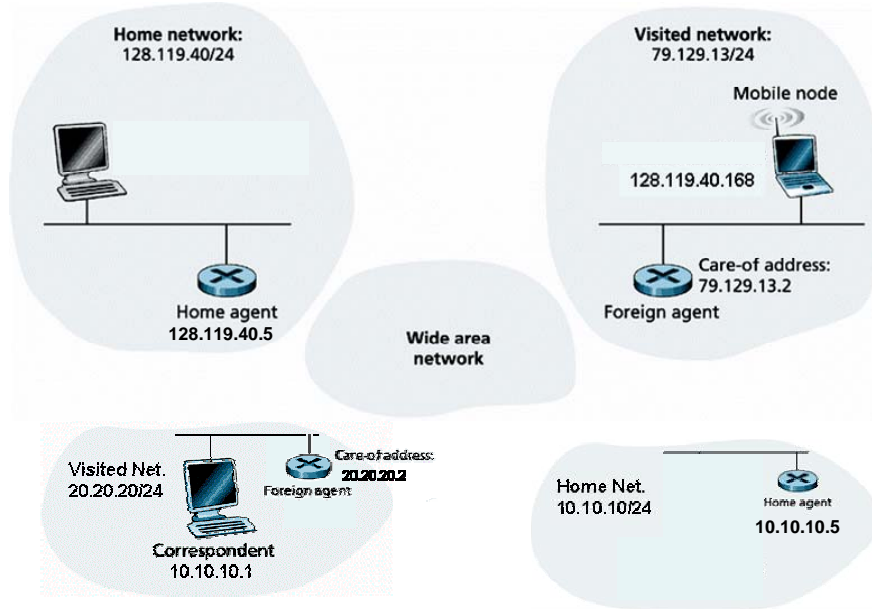 Home network:
128.119.40/24
Visited network:
79.129.13/24
Mobile node
128.119.40.168
Home agent
128.119.40.5
Care-of address:
79.129.13.2
Foreign agent
Wide area
network
Visited Net.
20.20.20/24
Care-of address:
20.20.20.2
Foreign agent
Correspondent
10.10.10.1
Home Net.
10.10.10/24
Home agent
10.10.10.5